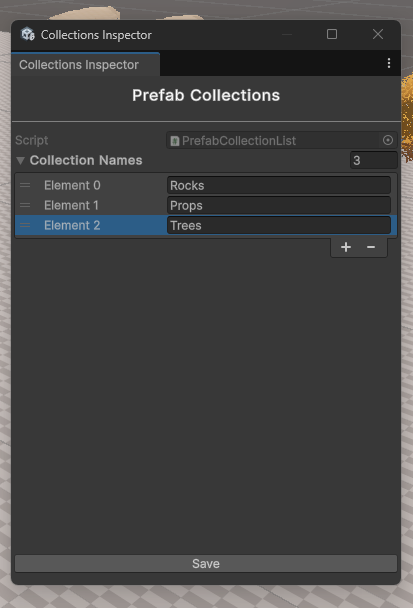 Collections Inspector
Collections Inspector
Prefab Collections
Script PrefabCollectionList
Collection Names 3
Element 0 Rocks
Element 1 Props
Element 2 Trees
+ −
Save